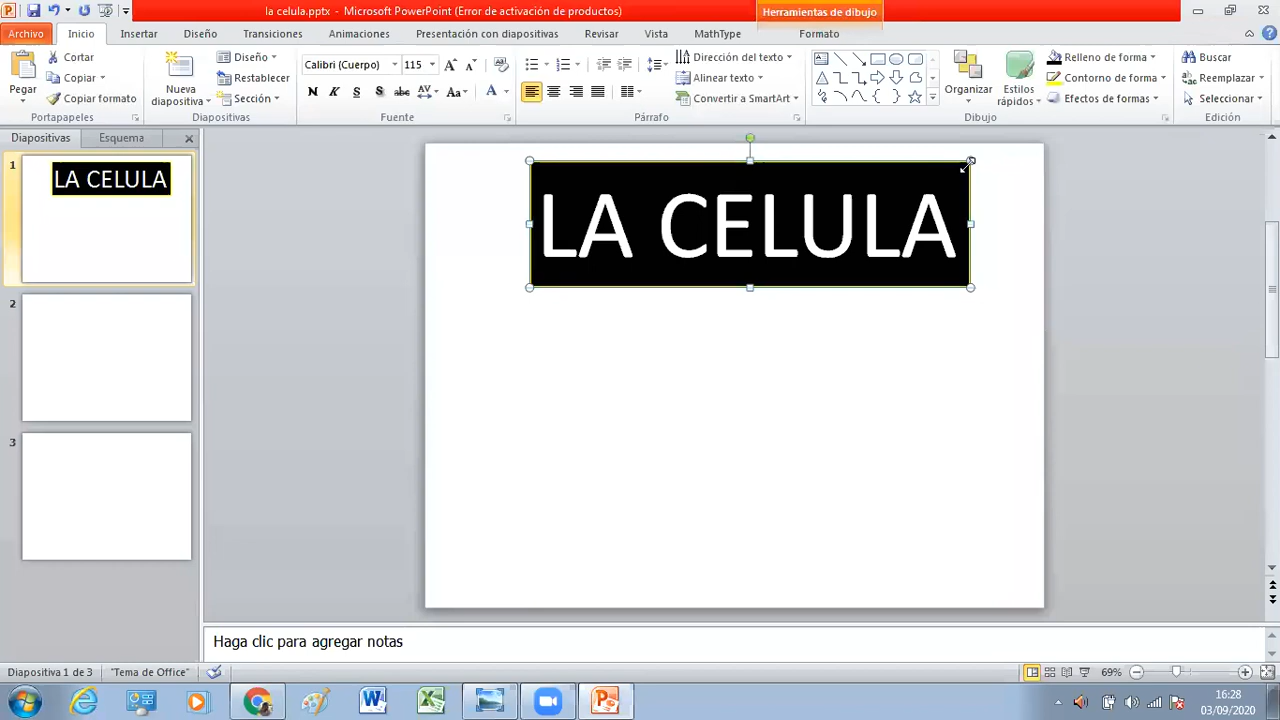 la celula.pptx - Microsoft PowerPoint (Error de activación de productos)
Herramientas de dibujo
Archivo Inicio Insertar Diseño Transiciones Animaciones Presentación con diapositivas Revisar Vista MathType Formato
Pegar
Cortar
Copiar
Copiar formato
Portapapeles
Nueva diapositiva
Diseño
Restablecer
Sección
Diapositivas
Calibri (Cuerpo) 115
N K S S abc AV Aa A
Fuente
Dirección del texto
Alinear texto
Convertir a SmartArt
Párrafo
Organizar
Estilos rápidos
Relleno de forma
Contorno de forma
Efectos de formas
Dibujo
Buscar
Reemplazar
Seleccionar
Edición
Diapositivas Esquema
1
LA CELULA
2
3
LA CELULA
Haga clic para agregar notas
Diapositiva 1 de 3 "Tema de Office" 69%
16:28
03/09/2020